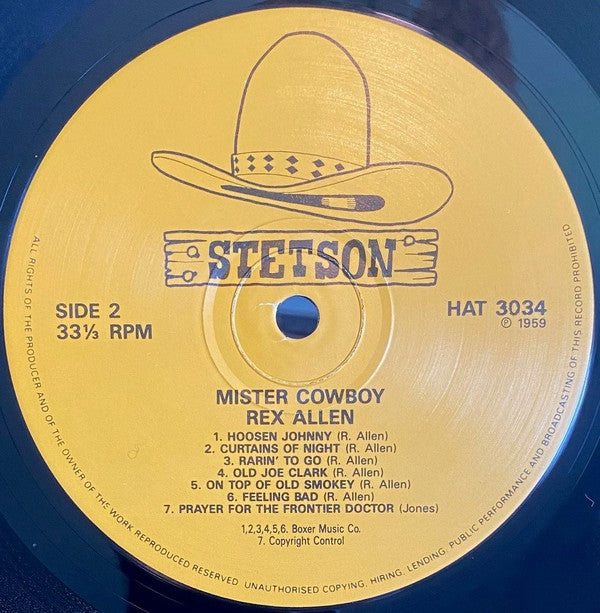 STETSON
SIDE 2
33⅓ RPM
HAT 3034
℗ 1959
MISTER COWBOY
REX ALLEN
1. HOOSEN JOHNNY (R. Allen)
2. CURTAINS OF NIGHT (R. Allen)
3. RARIN' TO GO (R. Allen)
4. OLD JOE CLARK (R. Allen)
5. ON TOP OF OLD SMOKEY (R. Allen)
6. FEELING BAD (R. Allen)
7. PRAYER FOR THE FRONTIER DOCTOR (Jones)
1,2,3,4,5,6. Boxer Music Co.
7. Copyright Control
ALL RIGHTS OF THE PRODUCER AND OF THE OWNER OF THE WORK REPRODUCED RESERVED. UNAUTHORISED COPYING, HIRING, LENDING, PUBLIC PERFORMANCE AND BROADCASTING OF THIS RECORD PROHIBITED